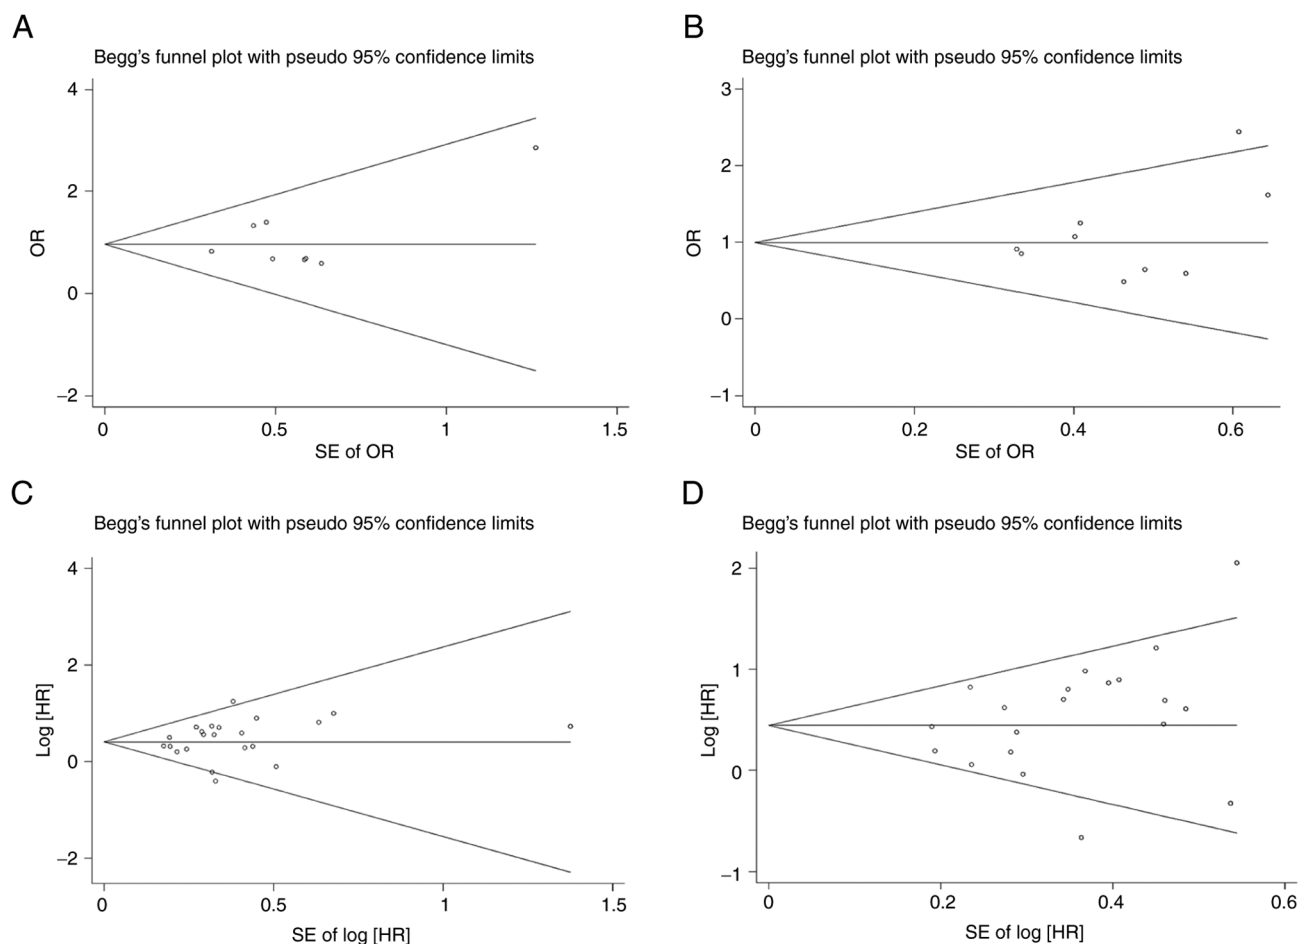 A
Begg's funnel plot with pseudo 95% confidence limits
4
2
0
−2
OR
0
0.5
1
1.5
SE of OR
B
Begg's funnel plot with pseudo 95% confidence limits
3
2
1
0
−1
OR
0
0.2
0.4
0.6
SE of OR
C
Begg's funnel plot with pseudo 95% confidence limits
4
2
0
−2
Log [HR]
0
0.5
1
1.5
SE of log [HR]
D
Begg's funnel plot with pseudo 95% confidence limits
2
1
0
−1
Log [HR]
0
0.2
0.4
0.6
SE of log [HR]